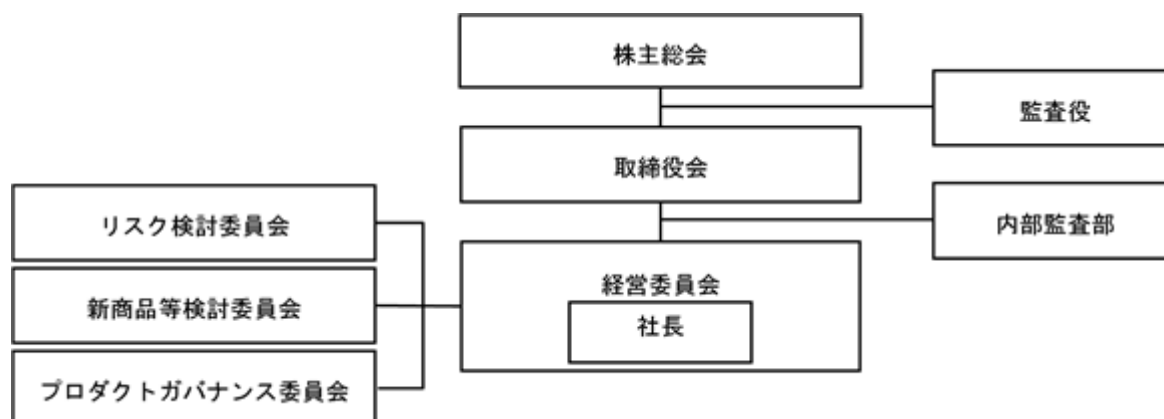 株主総会
監査役
取締役会
内部監査部
リスク検討委員会
新商品等検討委員会
プロダクトガバナンス委員会
経営委員会
社長